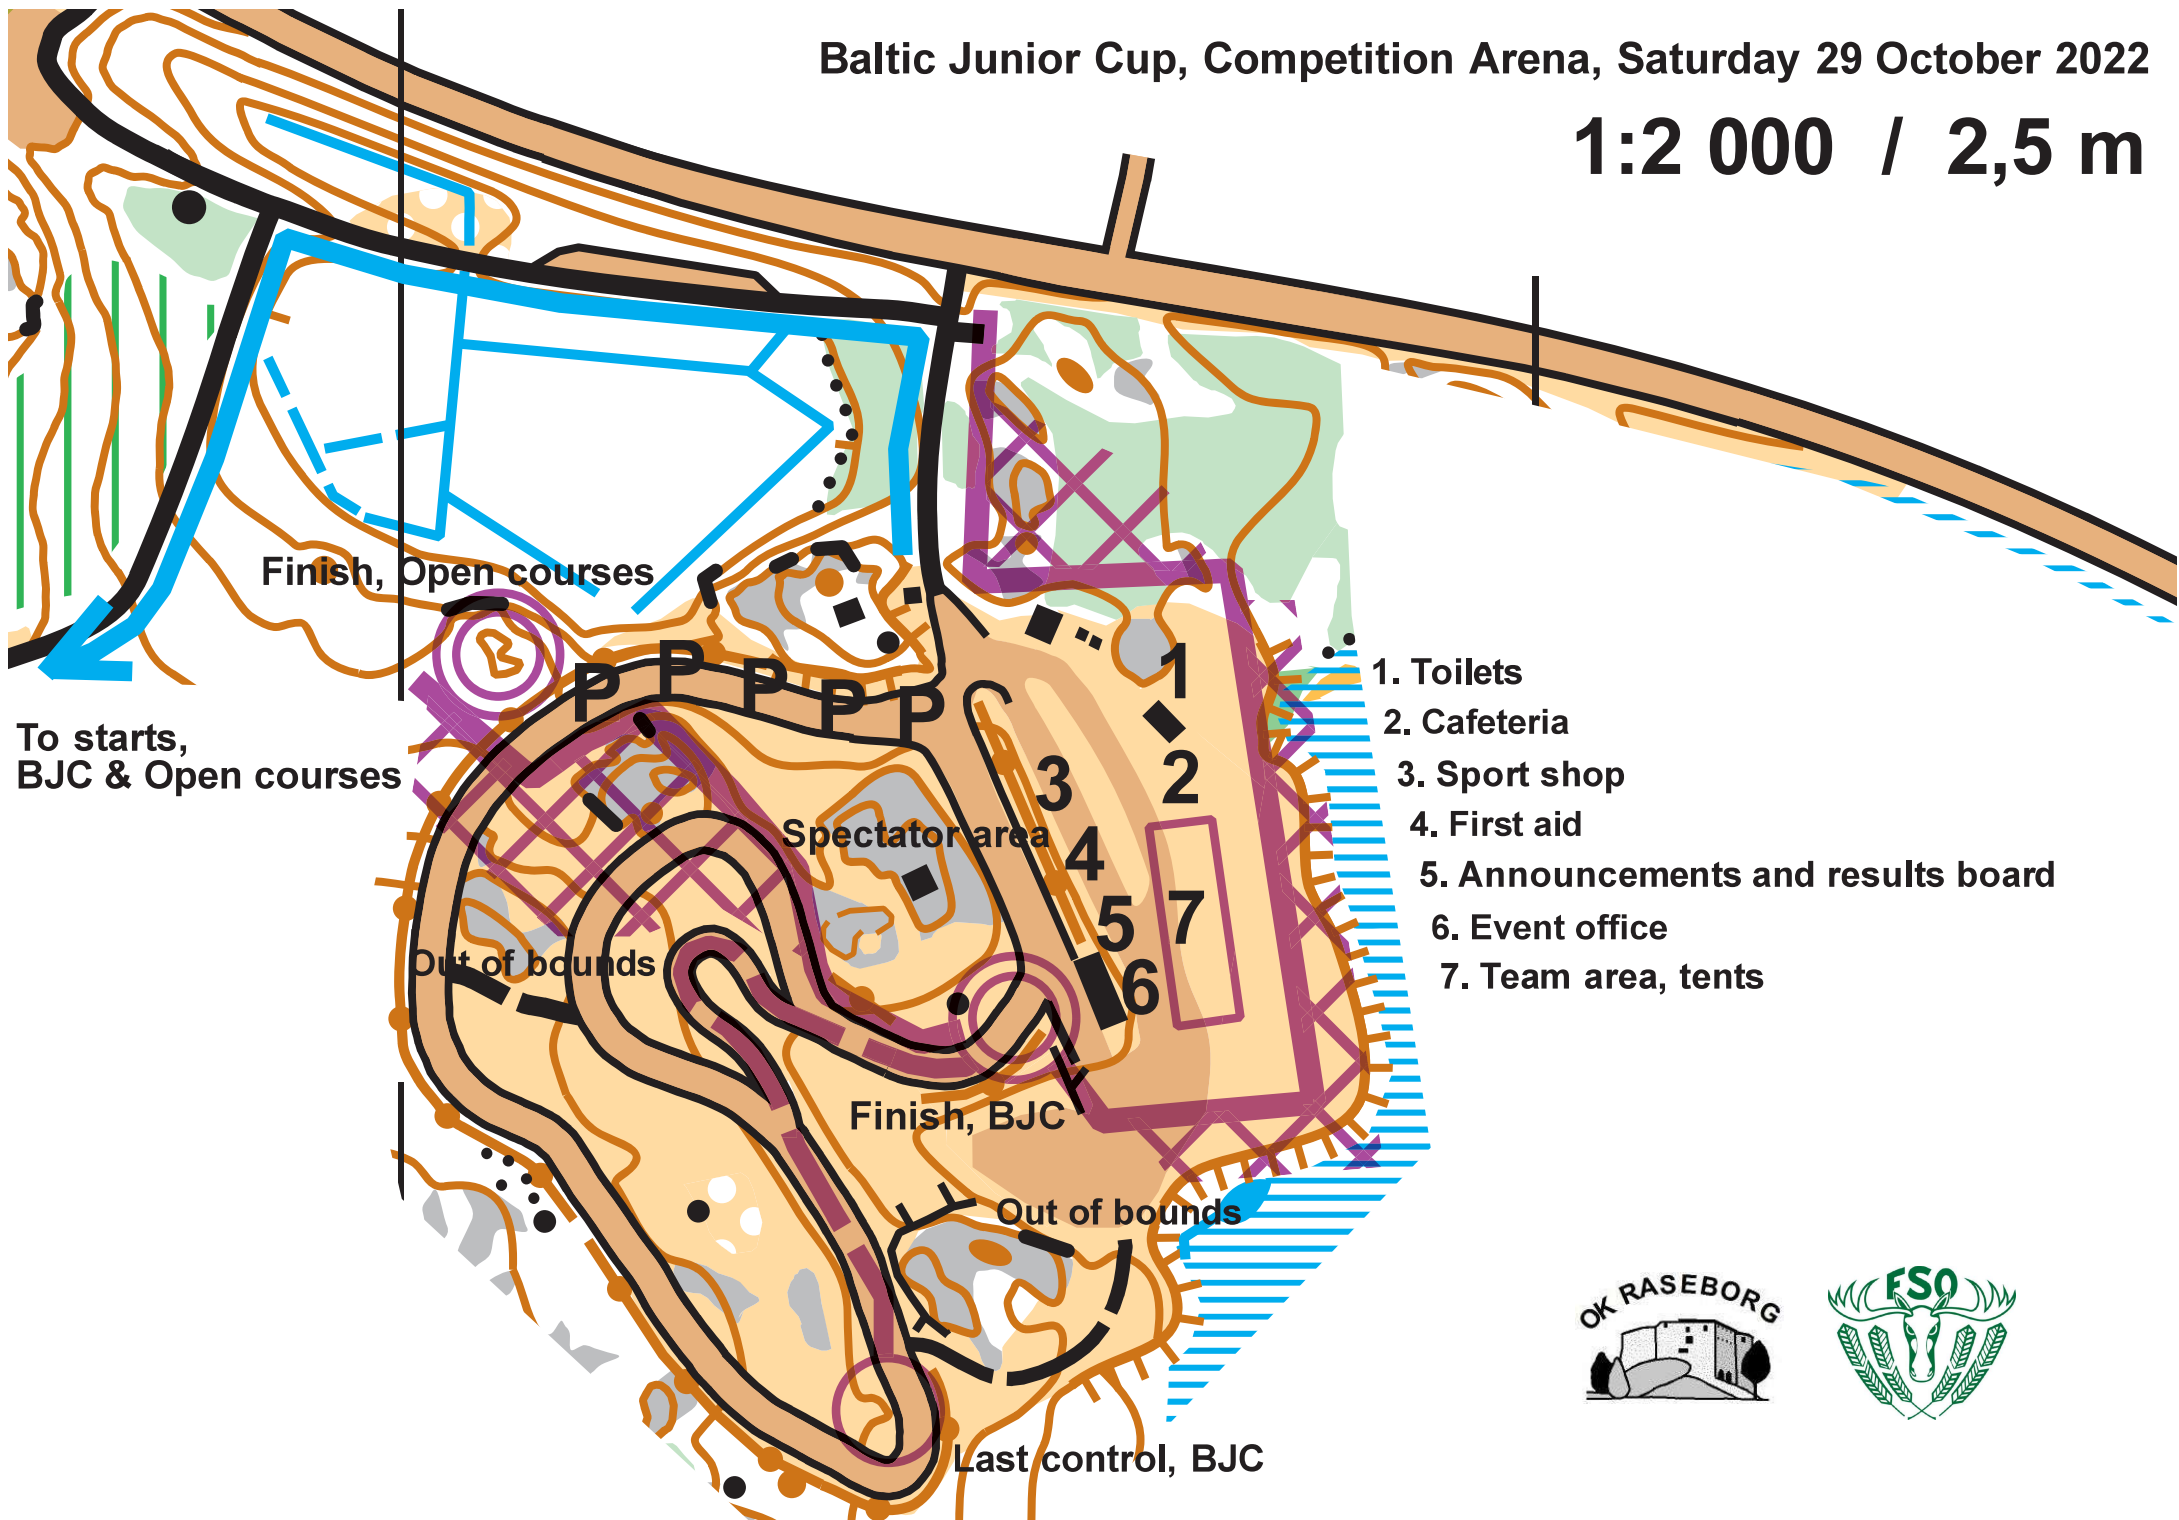 Baltic Junior Cup, Competition Arena, Saturday 29 October 2022
1:2 000 / 2,5 m
Finish, Open courses
P P P P P
To starts,
BJC & Open courses
1
2
3
4
5
6
7
1. Toilets
2. Cafeteria
3. Sport shop
4. First aid
5. Announcements and results board
6. Event office
7. Team area, tents
Spectator area
Out of bounds
Finish, BJC
Out of bounds
Last control, BJC
OK RASEBORG
FSO